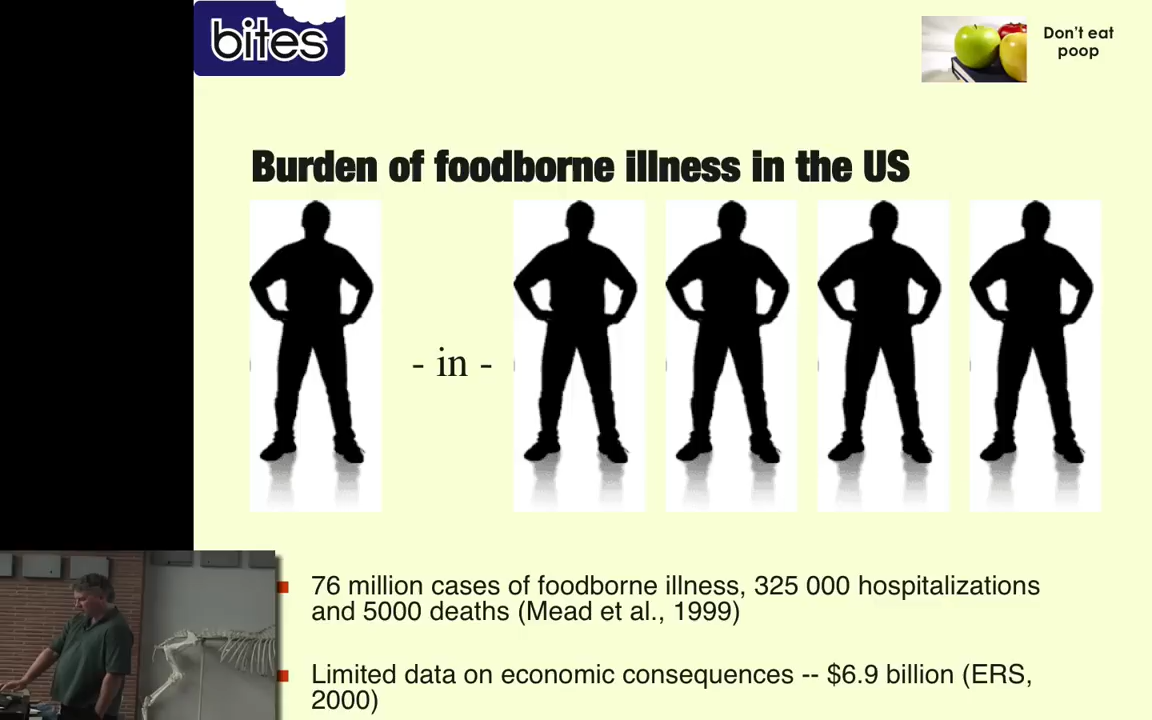 bites
Don't eat
poop
Burden of foodborne illness in the US
- in -
76 million cases of foodborne illness, 325 000 hospitalizations
and 5000 deaths (Mead et al., 1999)
Limited data on economic consequences -- $6.9 billion (ERS,
2000)